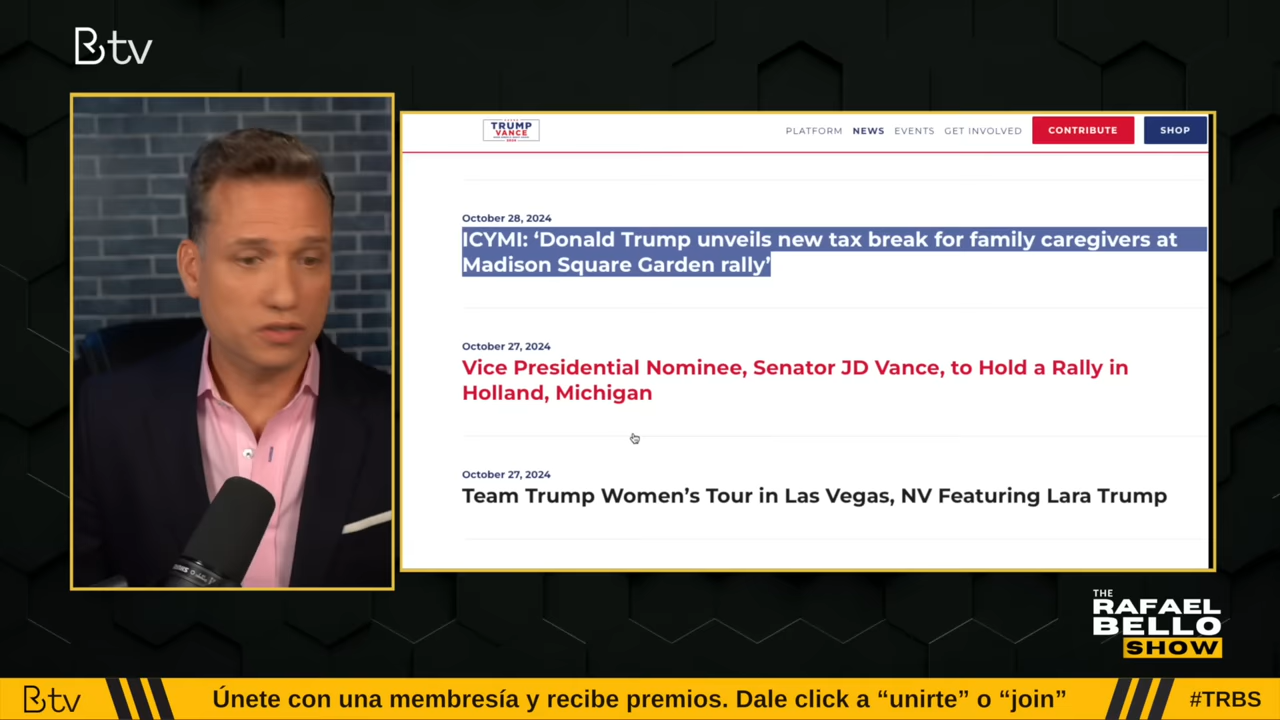 Btv
TRUMP
VANCE
PLATFORM NEWS EVENTS GET INVOLVED CONTRIBUTE SHOP
October 28, 2024
ICYMI: ‘Donald Trump unveils new tax break for family caregivers at
Madison Square Garden rally’
October 27, 2024
Vice Presidential Nominee, Senator JD Vance, to Hold a Rally in
Holland, Michigan
October 27, 2024
Team Trump Women’s Tour in Las Vegas, NV Featuring Lara Trump
THE
RAFAEL
BELLO
SHOW
Btv Únete con una membresía y recibe premios. Dale click a “unirte” o “join” #TRBS